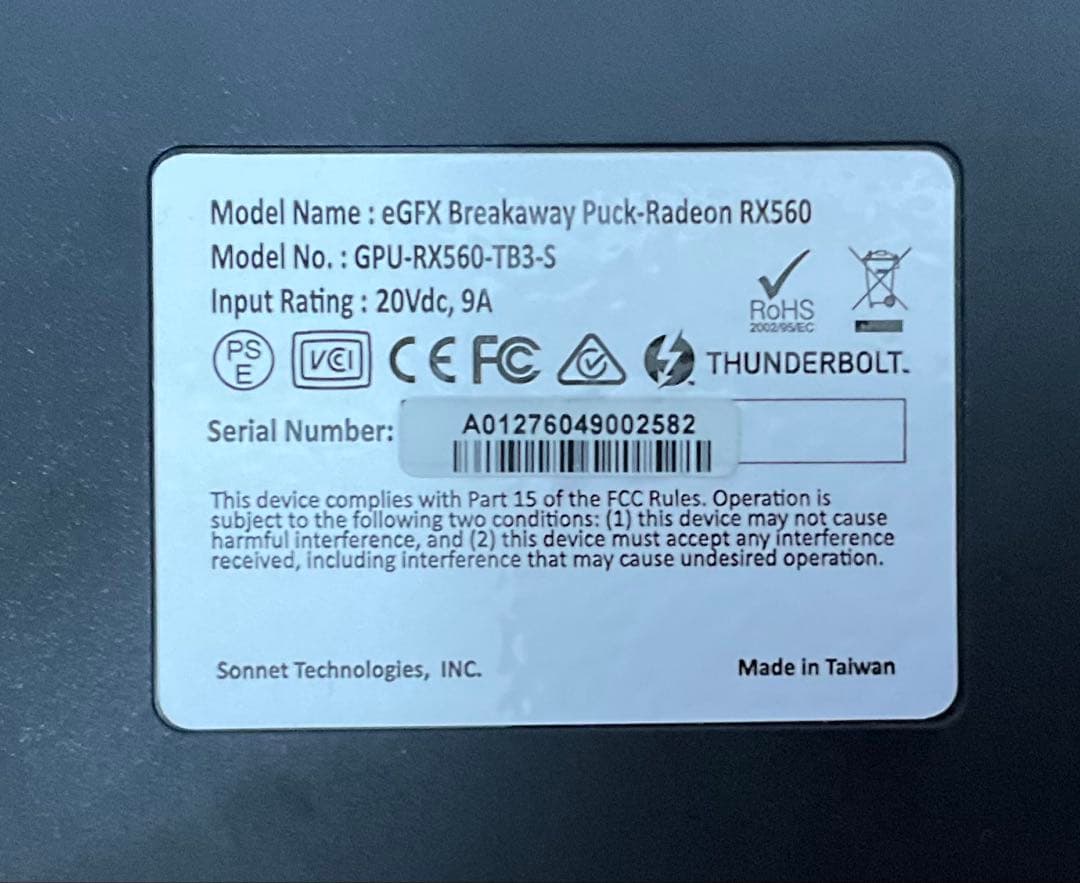 Model Name : eGFX Breakaway Puck-Radeon RX560
Model No. : GPU-RX560-TB3-S
Input Rating : 20Vdc, 9A
RoHS
2002/95/EC
PS
E
VCI
CE FC THUNDERBOLT™
Serial Number: A01276049002582
This device complies with Part 15 of the FCC Rules. Operation is
subject to the following two conditions: (1) this device may not cause
harmful interference, and (2) this device must accept any interference
received, including interference that may cause undesired operation.
Sonnet Technologies, INC. Made in Taiwan